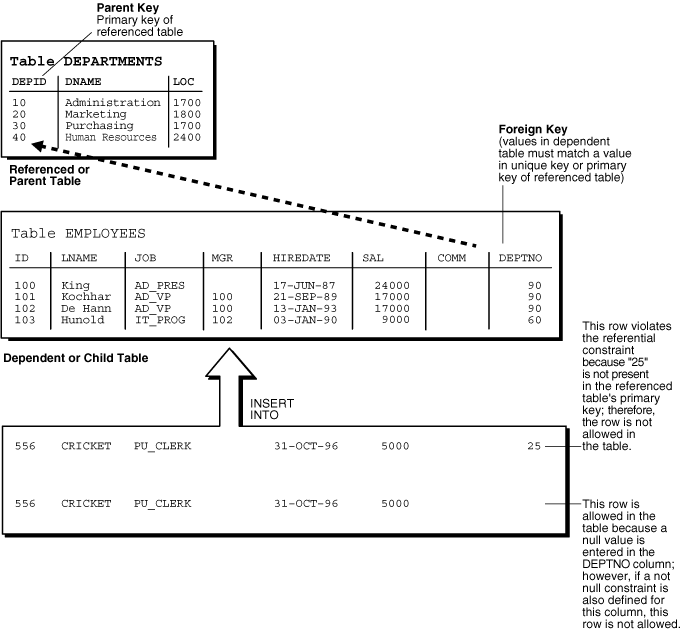 Parent Key
Primary key of
referenced table
Table DEPARTMENTS
DEPID DNAME LOC
10 Administration 1700
20 Marketing 1800
30 Purchasing 1700
40 Human Resources 2400
Referenced or
Parent Table
Foreign Key
(values in dependent
table must match a value
in unique key or primary
key of referenced table)
Table EMPLOYEES
ID LNAME JOB MGR HIREDATE SAL COMM DEPTNO
100 King AD_PRES 17-JUN-87 24000 90
101 Kochhar AD_VP 100 21-SEP-89 17000 90
102 De Hann AD_VP 100 13-JAN-93 17000 90
103 Hunold IT_PROG 102 03-JAN-90 9000 60
Dependent or Child Table
INSERT
INTO
This row violates
the referential
constraint
because "25"
is not present
in the referenced
table's primary
key; therefore,
the row is not
allowed in
the table.
556 CRICKET PU_CLERK 31-OCT-96 5000 25
556 CRICKET PU_CLERK 31-OCT-96 5000
This row is
allowed in the
table because a
null value is
entered in the
DEPTNO column;
however, if a not
null constraint is
also defined for
this column, this
row is not allowed.